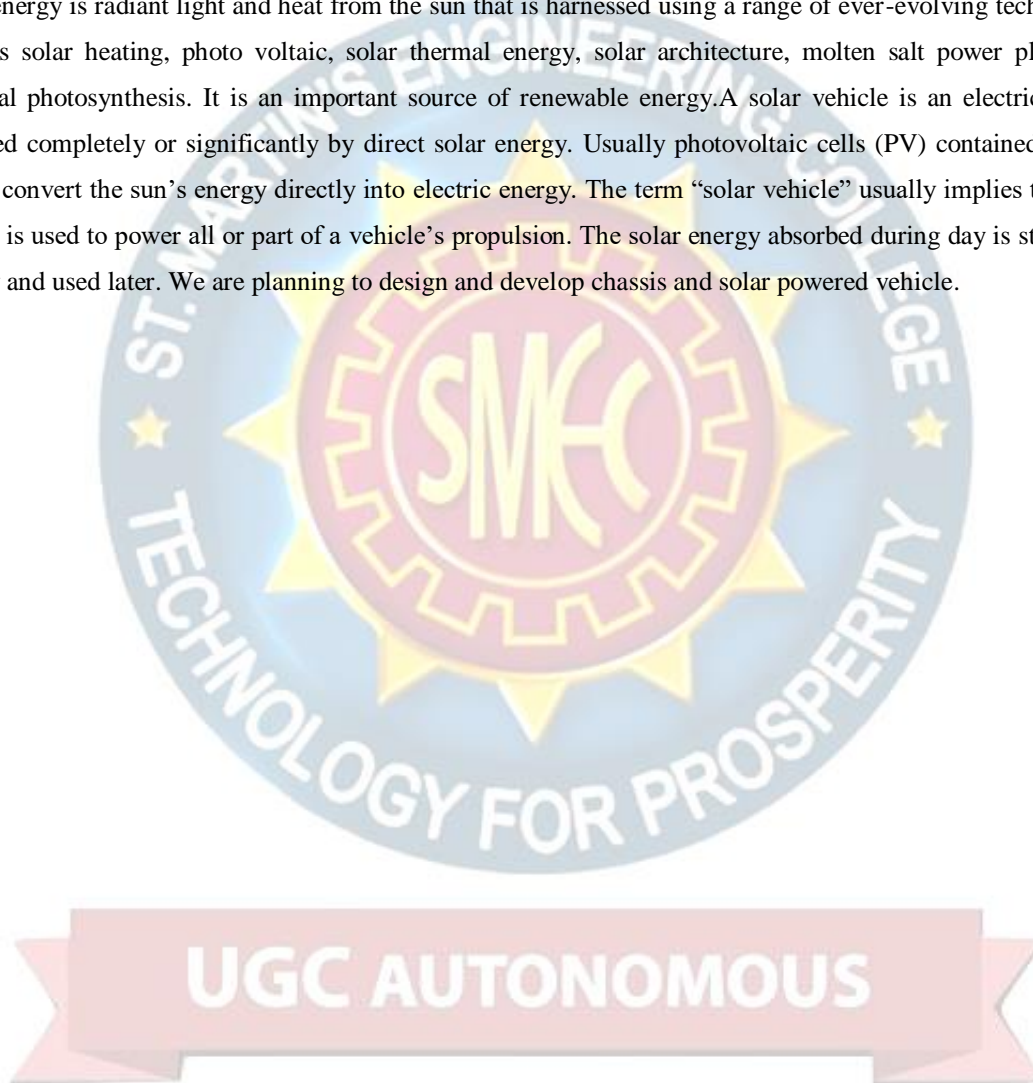 energy is radiant light and heat from the sun that is harnessed using a range of ever-evolving
s solar heating, photo voltaic, solar thermal energy, solar architecture, molten salt power
al photosynthesis. It is an important source of renewable energy.A solar vehicle is an electric
ed completely or significantly by direct solar energy. Usually photovoltaic cells (PV) contained
convert the sun’s energy directly into electric energy. The term “solar vehicle” usually implies
is used to power all or part of a vehicle’s propulsion. The solar energy absorbed during day is
and used later. We are planning to design and develop chassis and solar powered vehicle.
ST. MARTIN'S ENGINEERING COLLEGE
SMEC
TECHNOLOGY FOR PROSPERITY
UGC AUTONOMOUS